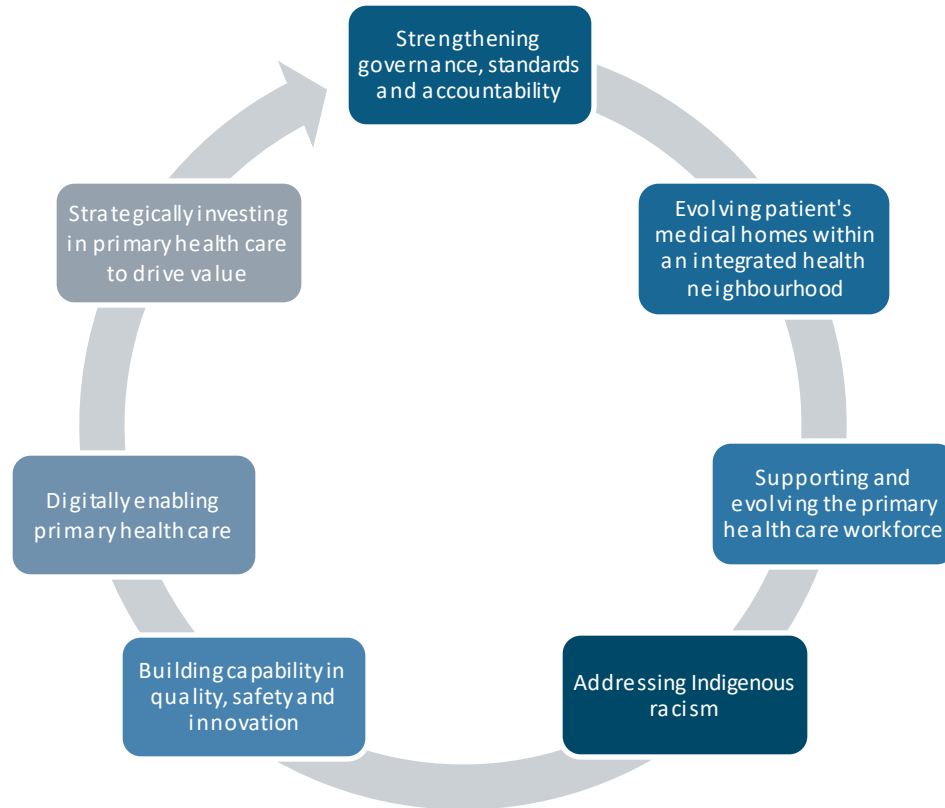 Strengthening
governance, standards
and accountability
Evolving patient's
medical homes within
an integrated health
neighbourhood
Supporting and
evolving the primary
health care workforce
Addressing Indigenous
racism
Building capability in
quality, safety and
innovation
Digitally enabling
primary health care
Strategically investing
in primary health care
to drive value